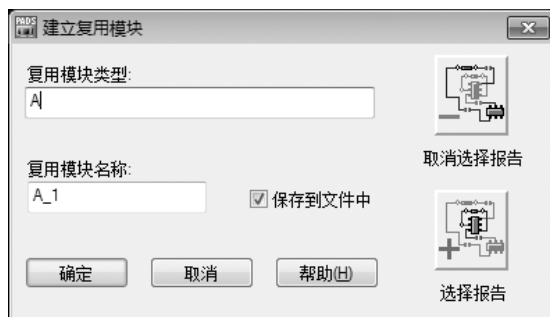 PADS
建立复用模块
复用模块类型:
A
取消选择报告
复用模块名称:
A_1
保存到文件中
确定
取消
帮助(H)
选择报告